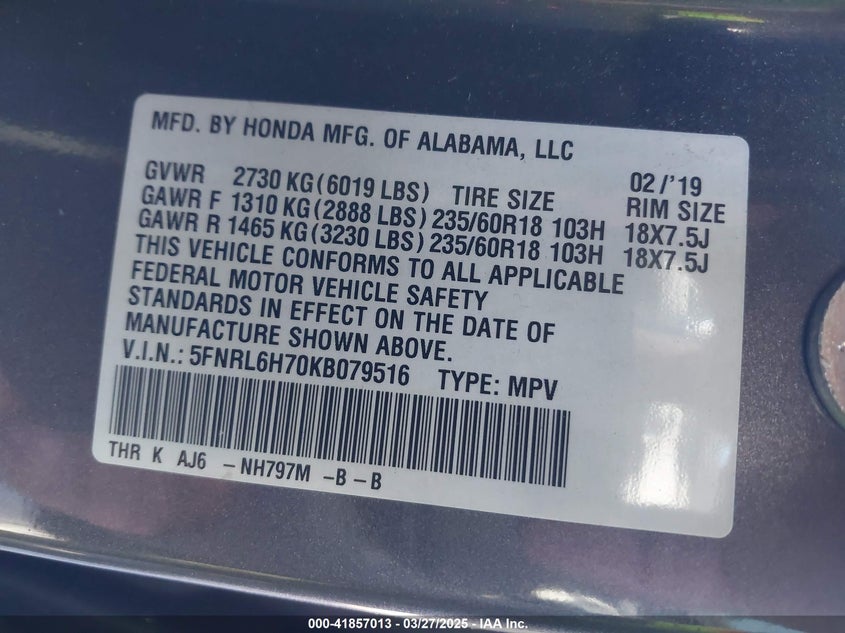 MFD. BY HONDA MFG. OF ALABAMA, LLC
02/'19
GVWR 2730 KG(6019 LBS) TIRE SIZE RIM SIZE
GAWR F 1310 KG(2888 LBS) 235/60R18 103H 18X7.5J
GAWR R 1465 KG(3230 LBS) 235/60R18 103H 18X7.5J
THIS VEHICLE CONFORMS TO ALL APPLICABLE
FEDERAL MOTOR VEHICLE SAFETY
STANDARDS IN EFFECT ON THE DATE OF
MANUFACTURE SHOWN ABOVE.
V.I.N.: 5FNRL6H70KB079516 TYPE: MPV
THR K AJ6 -NH797M -B-B
000-41857013 - 03/27/2025 - IAA Inc.